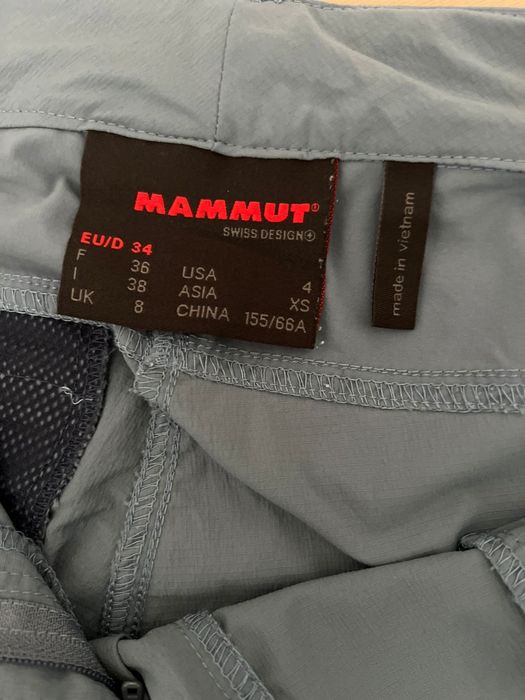 MAMMUT®
SWISS DESIGN
EU/D 34
F 36 USA 4
I 38 ASIA XS
UK 8 CHINA 155/66A
made in vietnam